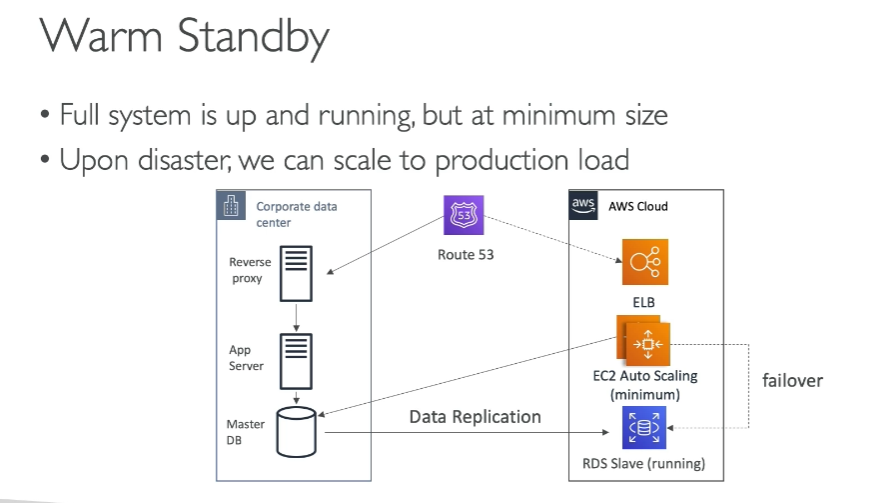 Warm Standby
• Full system is up and running, but at minimum size
• Upon disaster, we can scale to production load
Corporate data
center
Reverse
proxy
App
Server
Master
DB
53
Route 53
Data Replication
aws
AWS Cloud
ELB
EC2 Auto Scaling
(minimum)
RDS Slave (running)
failover